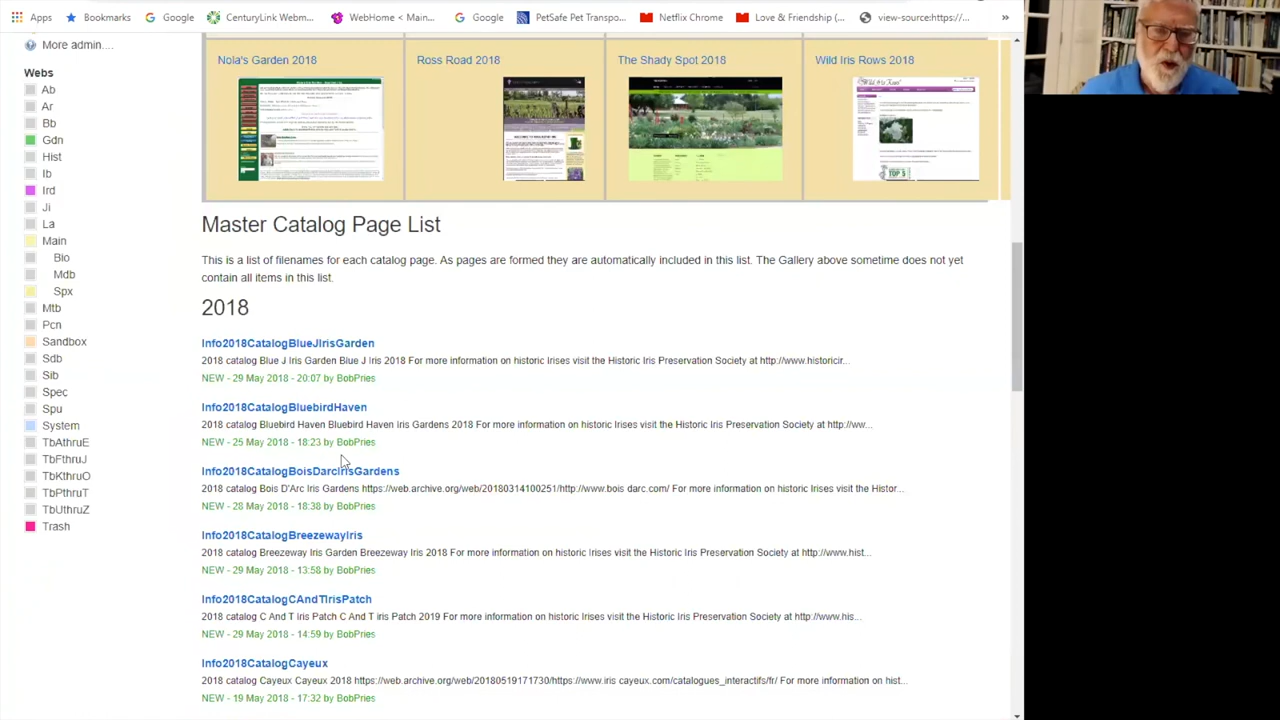 Apps Bookmarks Google CenturyLink Webm... WebHome < Main... Google PetSafe Pet Transpo... Netflix Chrome Love & Friendship (... view-source:https://... »
More admin....
Webs
Ab
Ar
Bu
Gdn
Hist
Ib
Ird
Ji
La
Main
Bio
Mdb
Spx
Mtb
Pcn
Sandbox
Sdb
Sib
Spec
Spu
System
TbAthruE
TbFthruJ
TbKthruO
TbPthruT
TbUthruZ
Trash
Nola's Garden 2018 Ross Road 2018 The Shady Spot 2018 Wild Iris Rows 2018
Master Catalog Page List
This is a list of filenames for each catalog page. As pages are formed they are automatically included in this list. The Gallery above sometime does not yet
contain all items in this list.
2018
Info2018CatalogBlueJIrisGarden
2018 catalog Blue J Iris Garden Blue J Iris 2018 For more information on historic Irises visit the Historic Iris Preservation Society at http://www.historicir...
NEW - 29 May 2018 - 20:07 by BobPries
Info2018CatalogBluebirdHaven
2018 catalog Bluebird Haven Bluebird Haven Iris Gardens 2018 For more information on historic Irises visit the Historic Iris Preservation Society at http://ww...
NEW - 25 May 2018 - 18:23 by BobPries
Info2018CatalogBoisDarcIrisGardens
2018 catalog Bois D'Arc Iris Gardens https://web.archive.org/web/20180314100251/http://www.bois darc.com/ For more information on historic Irises visit the Histor...
NEW - 28 May 2018 - 18:38 by BobPries
Info2018CatalogBreezewayIris
2018 catalog Breezeway Iris Garden Breezeway Iris 2018 For more information on historic Irises visit the Historic Iris Preservation Society at http://www.hist...
NEW - 29 May 2018 - 13:58 by BobPries
Info2018CatalogCAndTIrisPatch
2018 catalog C And T Iris Patch C And T iris Patch 2019 For more information on historic Irises visit the Historic Iris Preservation Society at http://www.his...
NEW - 29 May 2018 - 14:59 by BobPries
Info2018CatalogCayeux
2018 catalog Cayeux Cayeux 2018 https://web.archive.org/web/20180519171730/https://www.iris cayeux.com/catalogues_interactifs/fr/ For more information on hist...
NEW - 19 May 2018 - 17:32 by BobPries